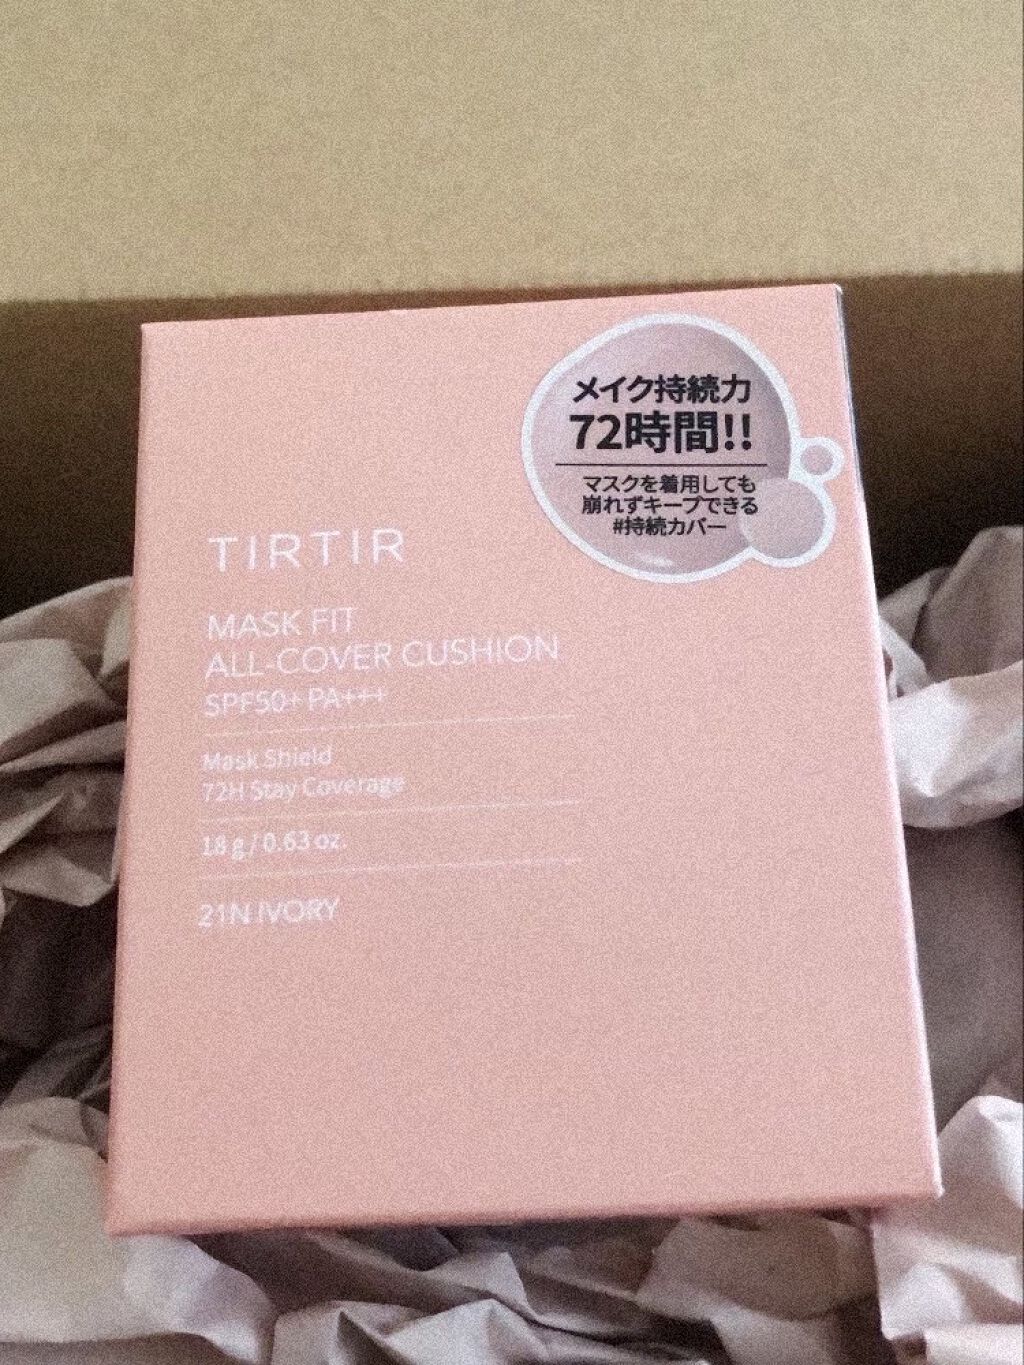 メイク持続力
72時間!!
マスクを着用しても
崩れずキープできる
#持続カバー
TIRTIR
MASK FIT
ALL-COVER CUSHION
SPF50+ PA+++
Mask Shield
72H Stay Coverage
18 g / 0.63 oz.
21N IVORY